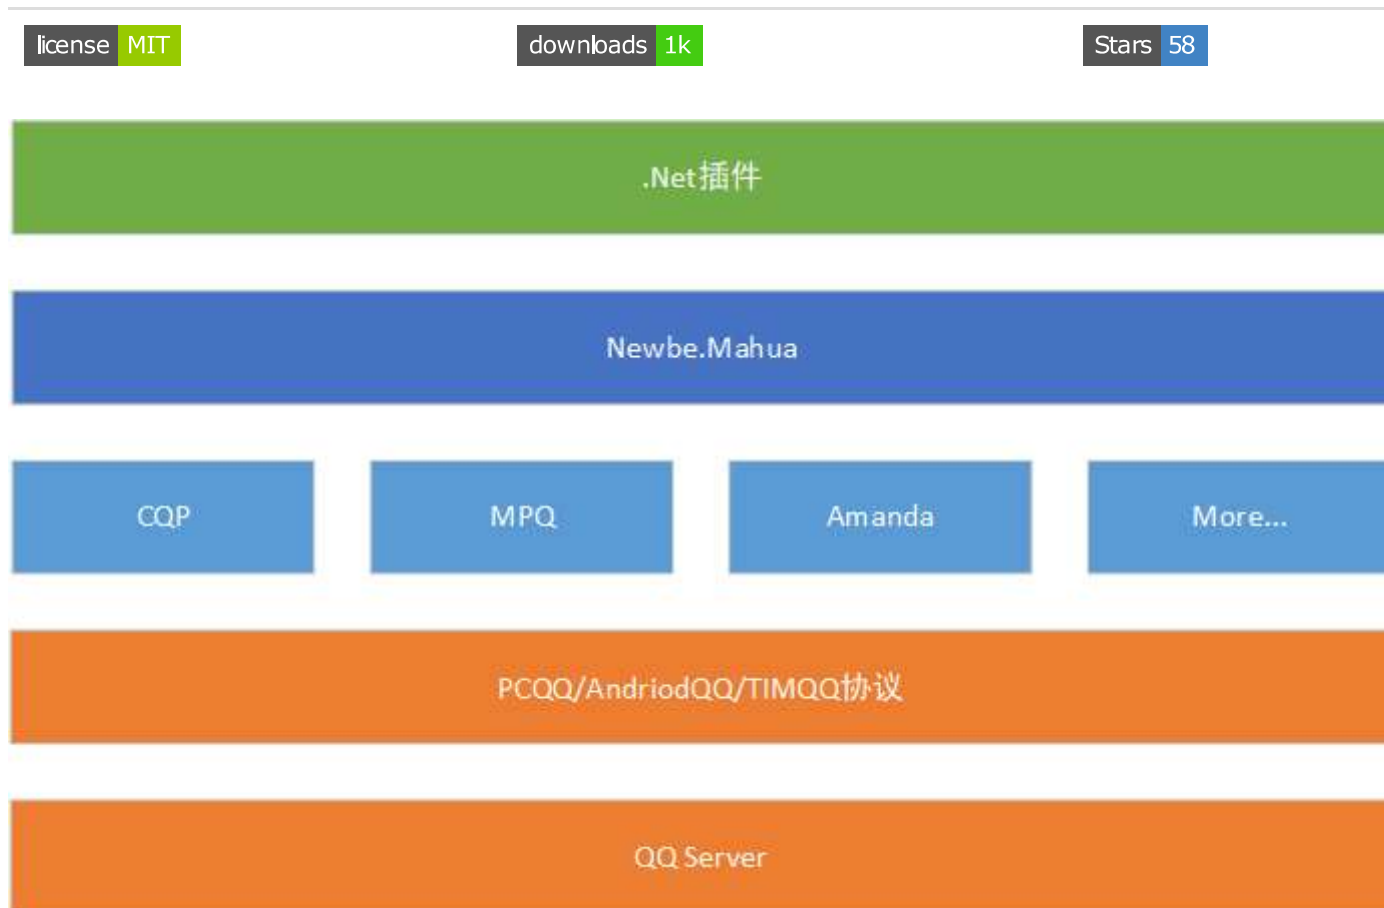 license MIT downloads 1k Stars 58
.Net插件
Newbe.Mahua
CQP MPQ Amanda More...
PCQQ/AndriodQQ/TIMQQ协议
QQ Server